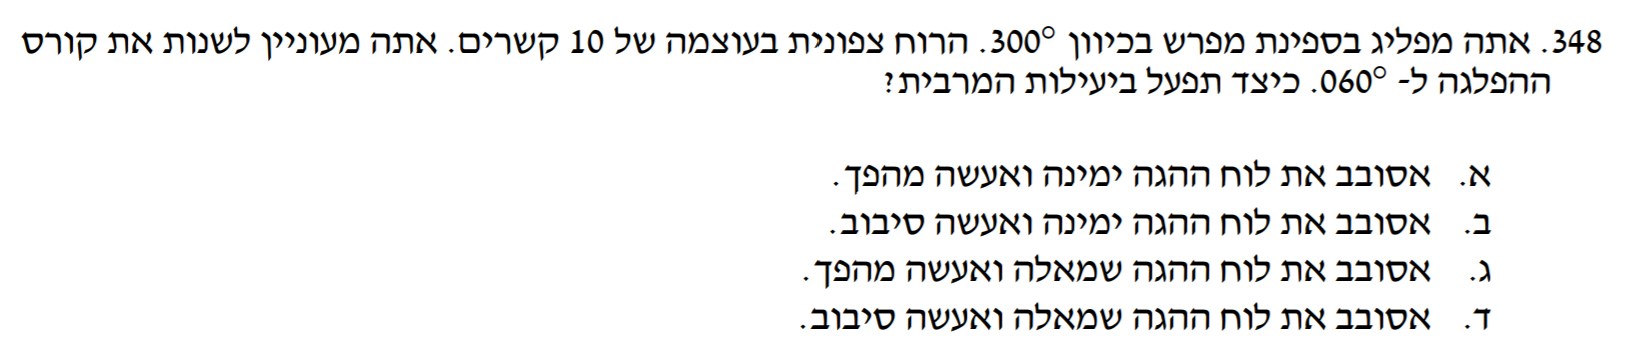 348. אתה מפליג בספינת מפרש בכיוון 300°. הרוח צפונית בעוצמה של 10 קשרים. אתה מעוניין לשנות את קורס
ההפלגה ל- 060°. כיצד תפעל ביעילות המרבית?
א. אסובב את לוח ההגה ימינה ואעשה מהפך.
ב. אסובב את לוח ההגה ימינה ואעשה סיבוב.
ג. אסובב את לוח ההגה שמאלה ואעשה מהפך.
ד. אסובב את לוח ההגה שמאלה ואעשה סיבוב.